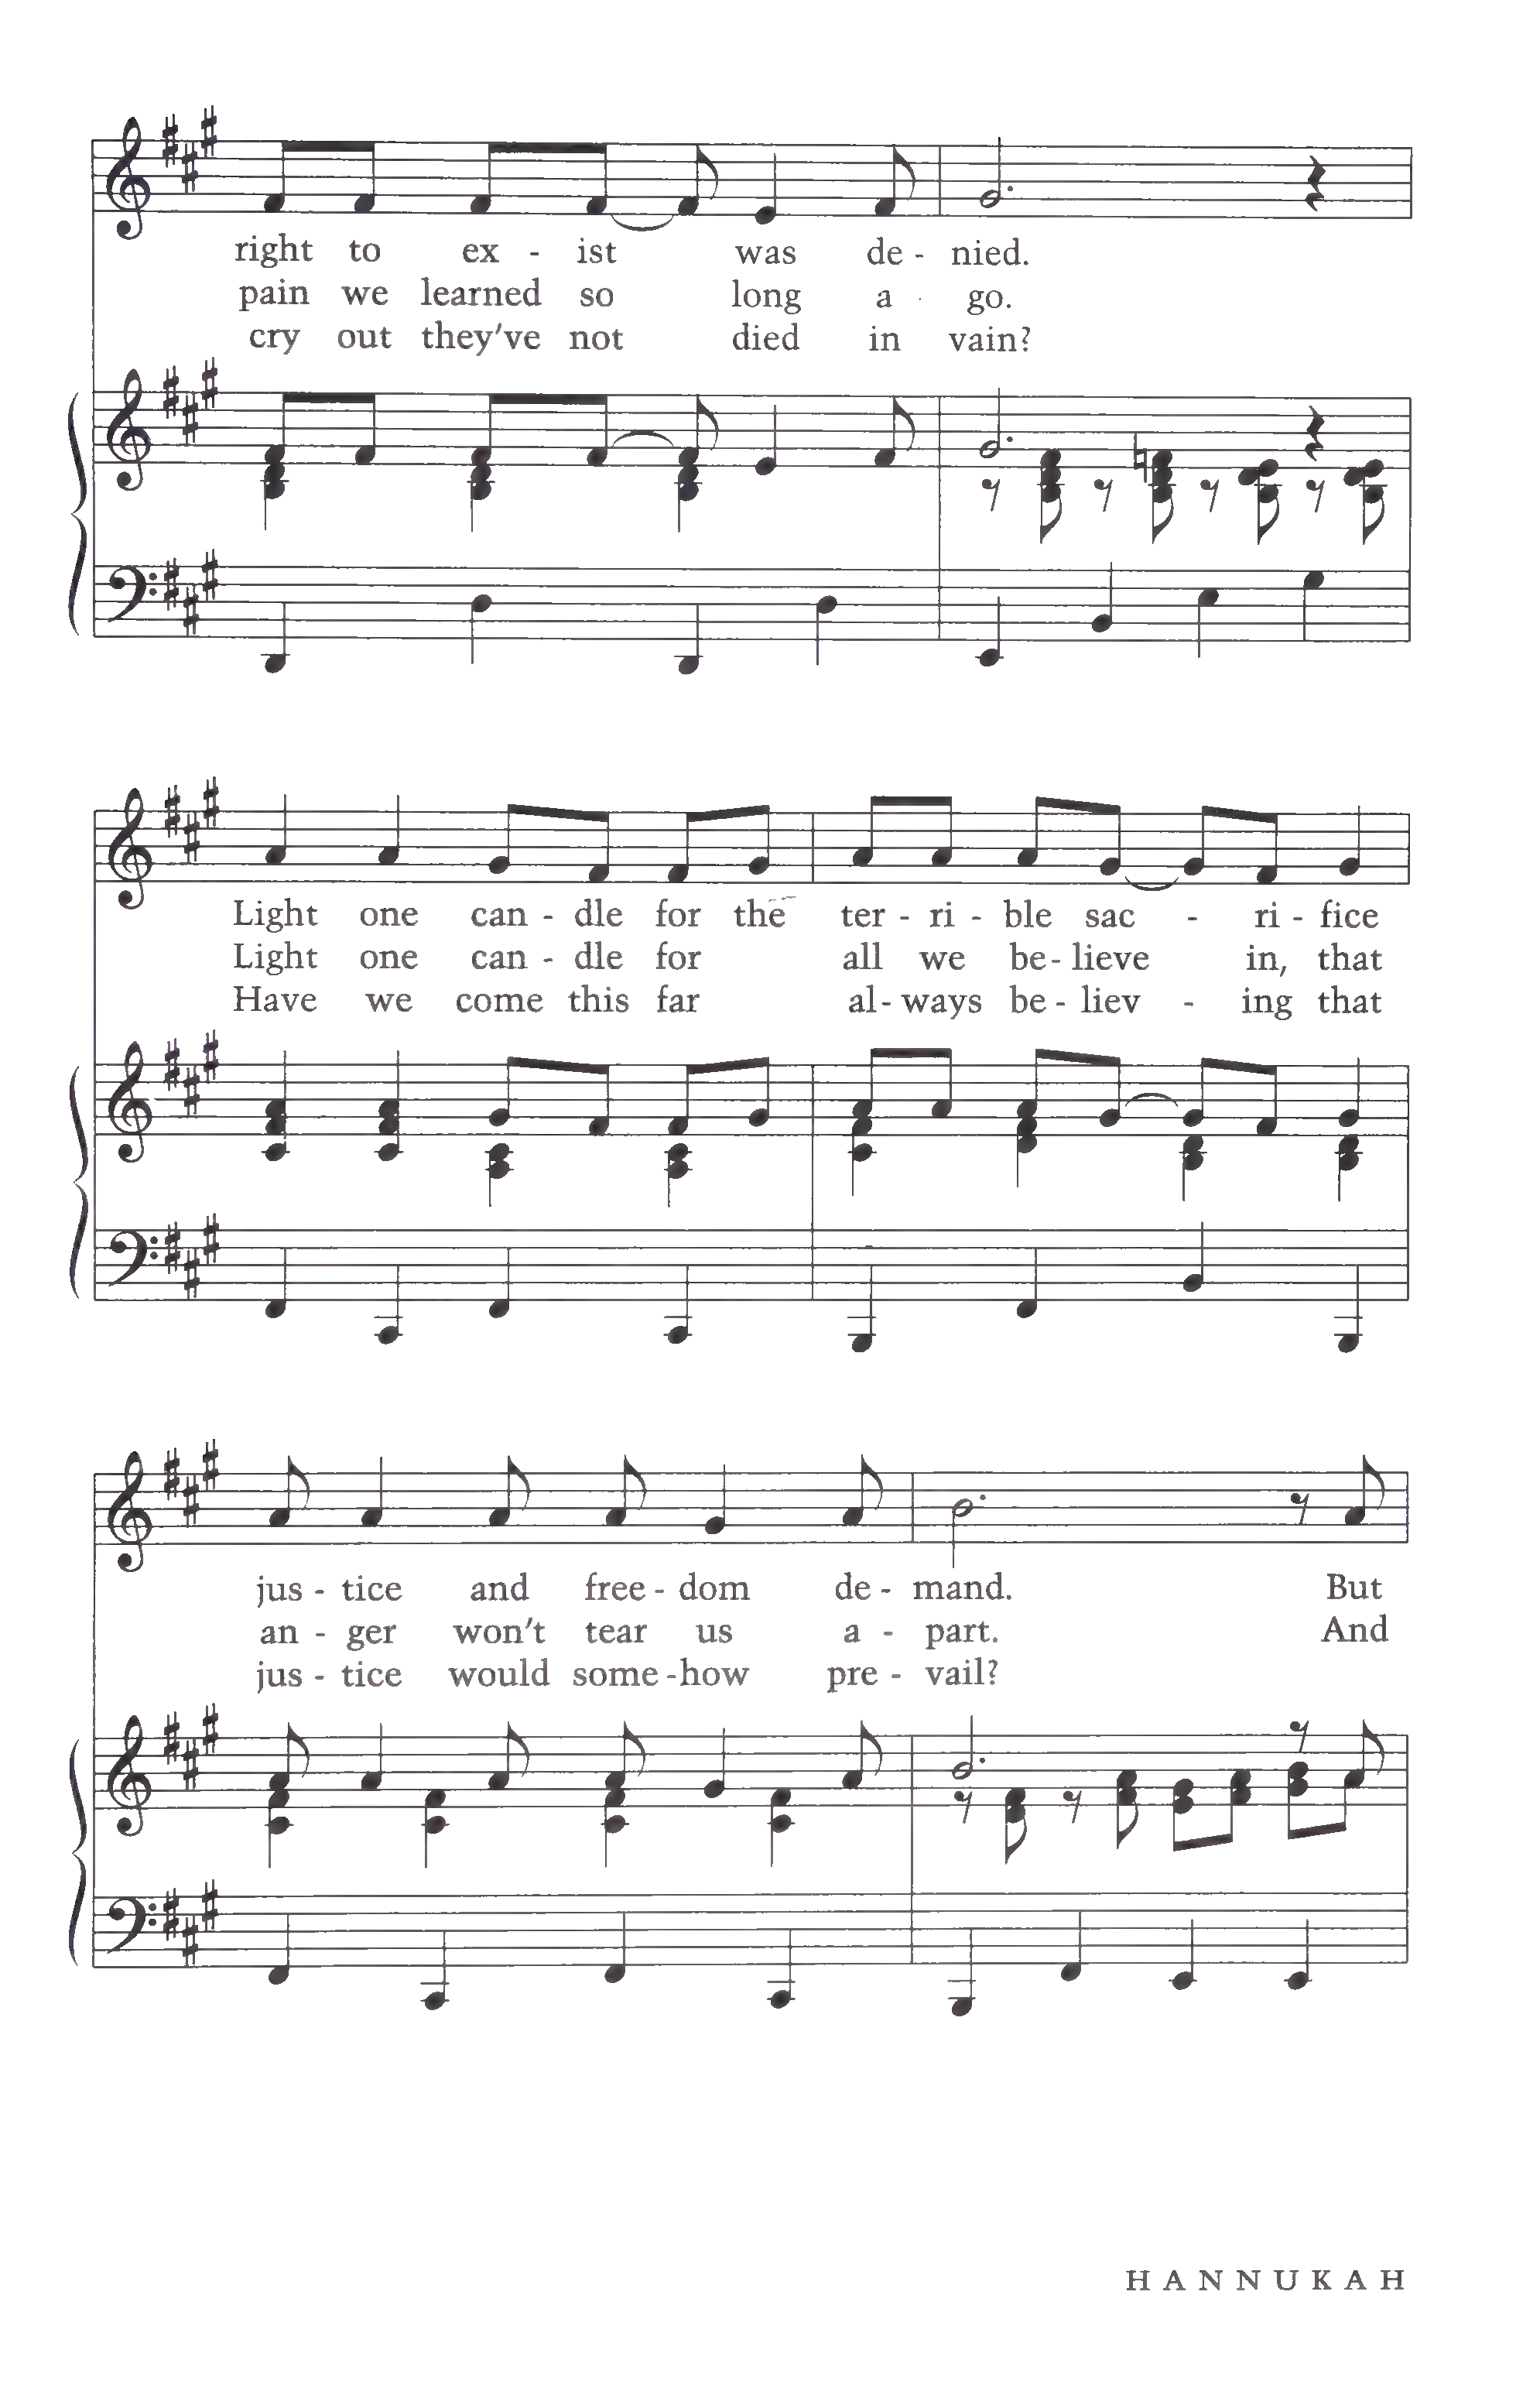 right to ex - ist was de - nied.
pain we learned so long a - go.
cry out they've not died in vain?
Light one can - dle for the ter - ri - ble sac - ri - fice
Light one can - dle for all we be - lieve in, that
Have we come this far al - ways be - liev - ing that
jus - tice and free - dom de - mand. But
an - ger won't tear us a - part. And
jus - tice would some - how pre - vail?
HANNUKAH